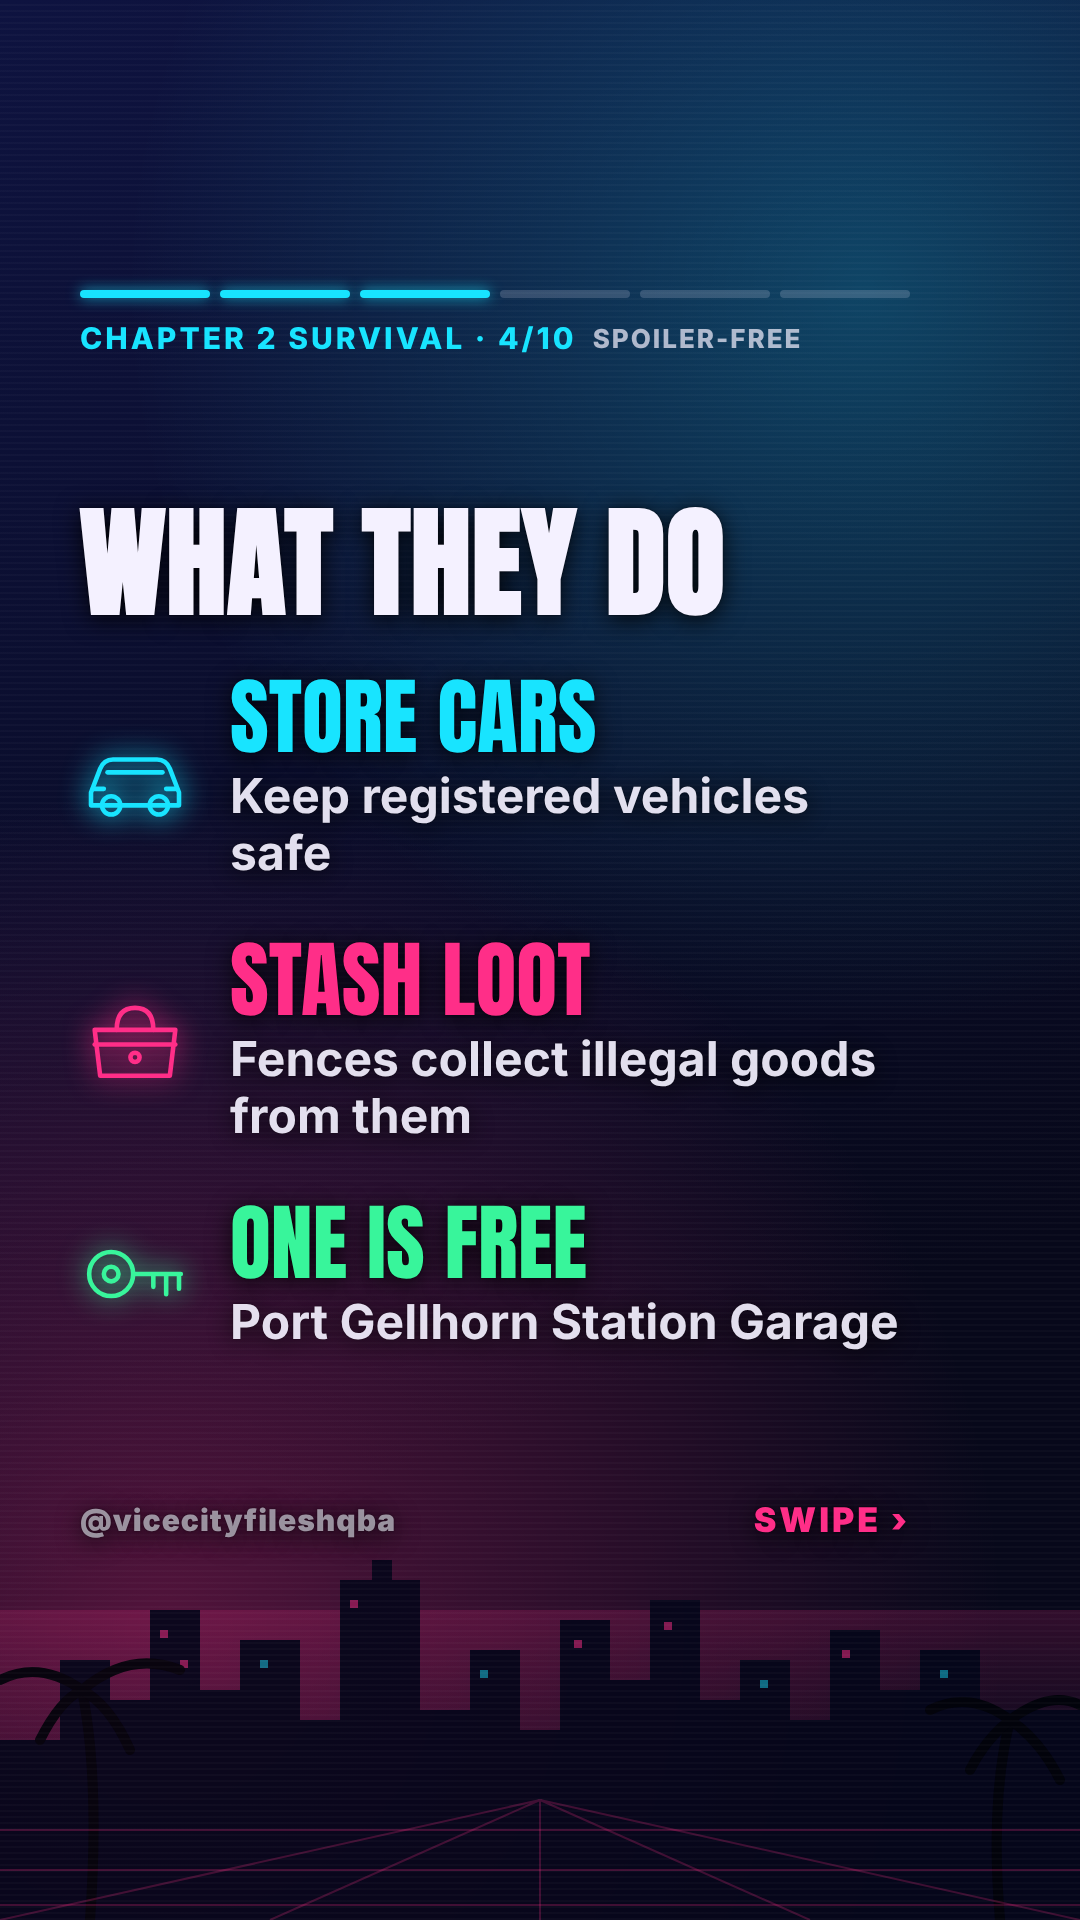 CHAPTER 2 SURVIVAL · 4/10 SPOILER-FREE
WHAT THEY DO
STORE CARS
Keep registered vehicles
safe
STASH LOOT
Fences collect illegal goods
from them
ONE IS FREE
Port Gellhorn Station Garage
@vicecityfileshqba
SWIPE ›